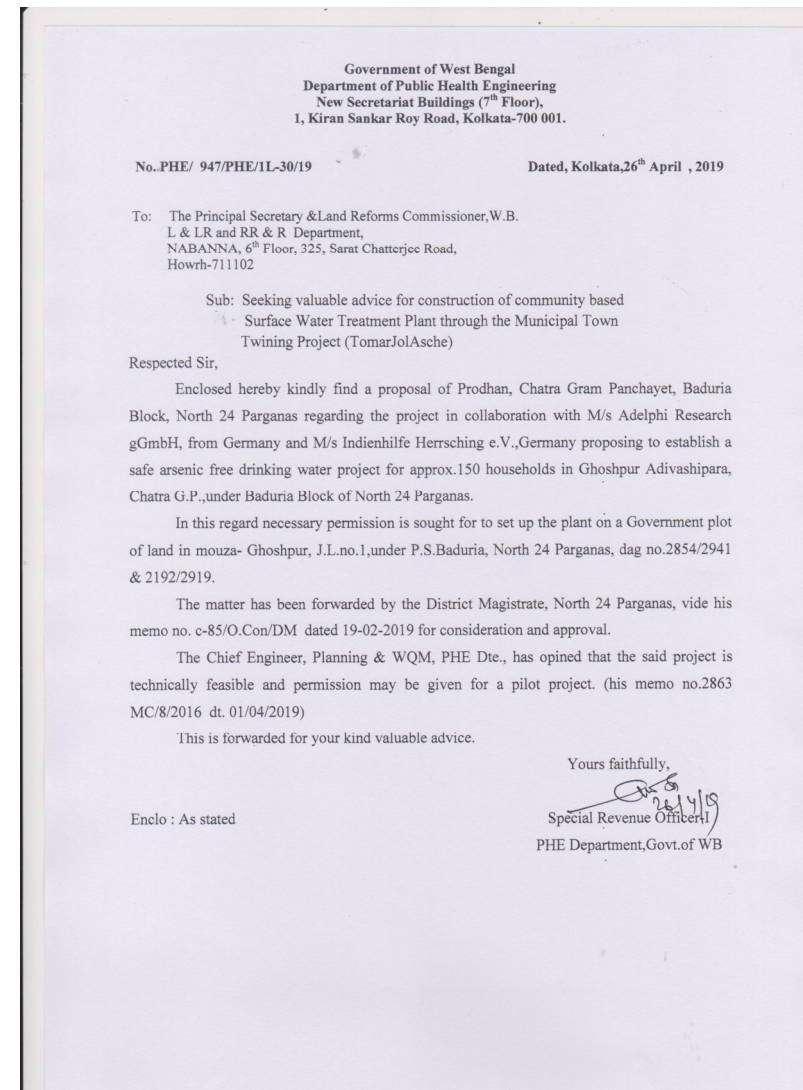 Government of West Bengal
Department of Public Health Engineering
New Secretariat Buildings (7th Floor),
1, Kiran Sankar Roy Road, Kolkata-700 001.
No..PHE/ 947/PHE/1L-30/19 Dated, Kolkata,26th April , 2019
To: The Principal Secretary &Land Reforms Commissioner,W.B.
L & LR and RR & R Department,
NABANNA, 6th Floor, 325, Sarat Chatterjee Road,
Howrh-711102
Sub: Seeking valuable advice for construction of community based
Surface Water Treatment Plant through the Municipal Town
Twining Project (TomarJolAsche)
Respected Sir,
Enclosed hereby kindly find a proposal of Prodhan, Chatra Gram Panchayet, Baduria
Block, North 24 Parganas regarding the project in collaboration with M/s Adelphi Research
gGmbH, from Germany and M/s Indienhilfe Herrsching e.V.,Germany proposing to establish a
safe arsenic free drinking water project for approx.150 households in Ghoshpur Adivashipara,
Chatra G.P.,under Baduria Block of North 24 Parganas.
In this regard necessary permission is sought for to set up the plant on a Government plot
of land in mouza- Ghoshpur, J.L.no.1,under P.S.Baduria, North 24 Parganas, dag no.2854/2941
& 2192/2919.
The matter has been forwarded by the District Magistrate, North 24 Parganas, vide his
memo no. c-85/O.Con/DM dated 19-02-2019 for consideration and approval.
The Chief Engineer, Planning & WQM, PHE Dte., has opined that the said project is
technically feasible and permission may be given for a pilot project. (his memo no.2863
MC/8/2016 dt. 01/04/2019)
This is forwarded for your kind valuable advice.
Yours faithfully,
26/4/19
Enclo : As stated Special Revenue Officer-I
PHE Department,Govt.of WB